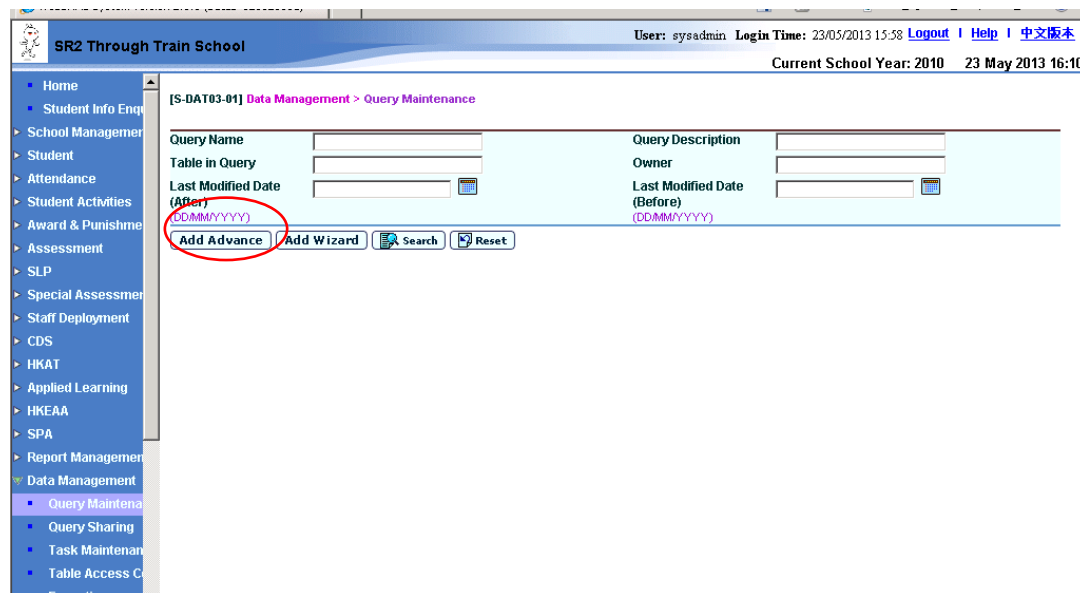 SR2 Through Train School
User: sysadmin Login Time: 23/05/2013 15:58 Logout | Help | 中文版本
Current School Year: 2010 23 May 2013 16:10
Home
Student Info Enqu
School Managemen
Student
Attendance
Student Activities
Award & Punishme
Assessment
SLP
Special Assessmen
Staff Deployment
CDS
HKAT
Applied Learning
HKEAA
SPA
Report Managemen
Data Management
Query Maintena
Query Sharing
Task Maintenan
Table Access Co
[S-DAT03-01] Data Management > Query Maintenance
Query Name
Query Description
Table in Query
Owner
Last Modified Date
(After)
(DD/MM/YYYY)
Last Modified Date
(Before)
(DD/MM/YYYY)
Add Advance Add Wizard Search Reset